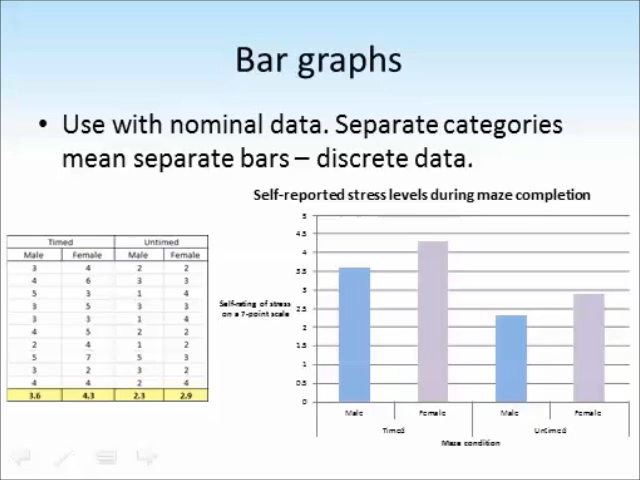 Bar graphs
• Use with nominal data. Separate categories
mean separate bars – discrete data.
Timed Untimed
Male Female Male Female
3 4 2 2
4 6 3 3
5 3 1 4
3 5 3 3
3 3 1 4
4 5 2 2
2 4 1 2
5 7 5 3
3 2 3 2
4 4 2 4
3.6 4.3 2.3 2.9
Self-reported stress levels during maze completion
Self-rating of stress
on a 7-point scale
5
4.5
4
3.5
3
2.5
2
1.5
1
0.5
0
Male Female Male Female
Timed Untimed
Maze condition